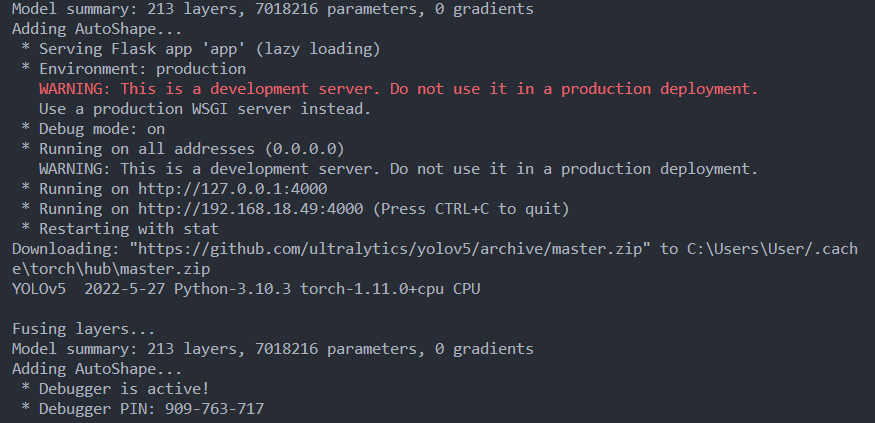 Model summary: 213 layers, 7018216 parameters, 0 gradients
Adding AutoShape...
 * Serving Flask app 'app' (lazy loading)
 * Environment: production
   WARNING: This is a development server. Do not use it in a production deployment.
   Use a production WSGI server instead.
 * Debug mode: on
 * Running on all addresses (0.0.0.0)
   WARNING: This is a development server. Do not use it in a production deployment.
 * Running on http://127.0.0.1:4000
 * Running on http://192.168.18.49:4000 (Press CTRL+C to quit)
 * Restarting with stat
Downloading: "https://github.com/ultralytics/yolov5/archive/master.zip" to C:\Users\User/.cach
e\torch\hub\master.zip
YOLOv5  2022-5-27 Python-3.10.3 torch-1.11.0+cpu CPU

Fusing layers...
Model summary: 213 layers, 7018216 parameters, 0 gradients
Adding AutoShape...
 * Debugger is active!
 * Debugger PIN: 909-763-717